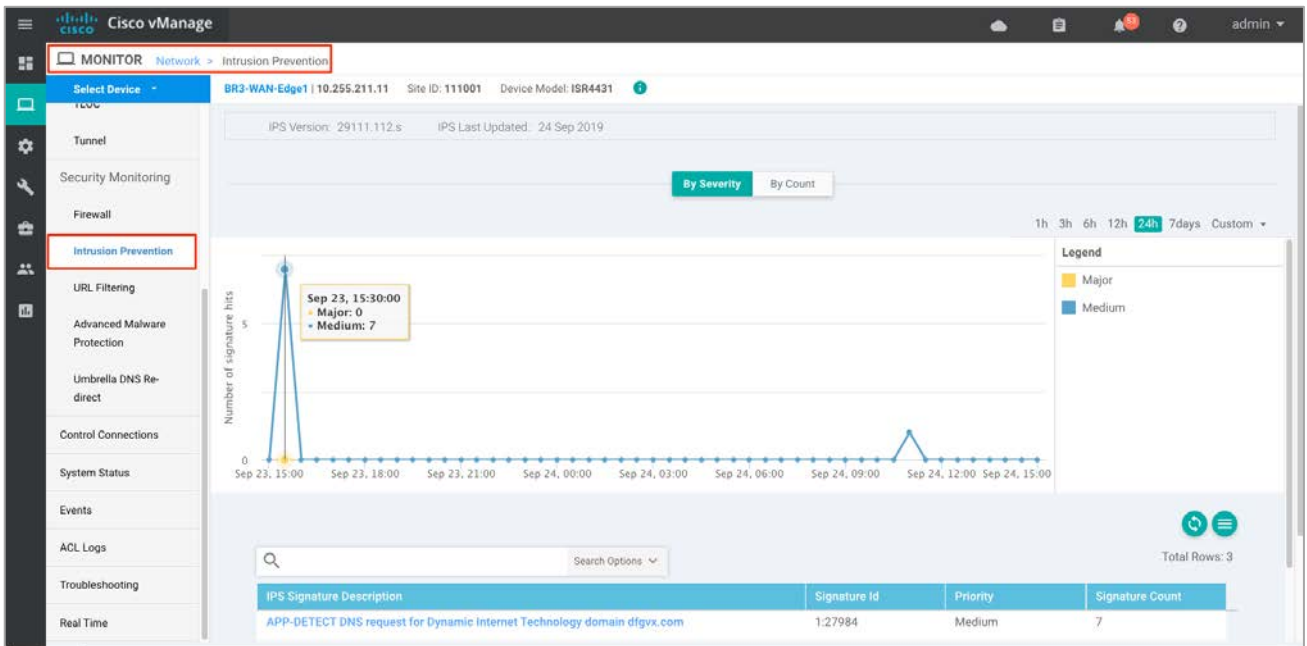 cisco Cisco vManage
53
admin
MONITOR Network > Intrusion Prevention
Select Device
BR3-WAN-Edge1 | 10.255.211.11 Site ID: 111001 Device Model: ISR4431
TLOC
IPS Version: 29111.112.s IPS Last Updated: 24 Sep 2019
Tunnel
Security Monitoring
By Severity By Count
Firewall
1h 3h 6h 12h 24h 7days Custom
Intrusion Prevention
Legend
URL Filtering
Major
Medium
Sep 23, 15:30:00
Major: 0
Medium: 7
Number of signature hits
5
0
Advanced Malware
Protection
Umbrella DNS Re-
direct
Control Connections
System Status
Sep 23, 15:00 Sep 23, 18:00 Sep 23, 21:00 Sep 24, 00:00 Sep 24, 03:00 Sep 24, 06:00 Sep 24, 09:00 Sep 24, 12:00 Sep 24, 15:00
Events
ACL Logs
Search Options
Total Rows: 3
Troubleshooting
IPS Signature Description Signature Id Priority Signature Count
Real Time
APP-DETECT DNS request for Dynamic Internet Technology domain dfgvx.com 1:27984 Medium 7